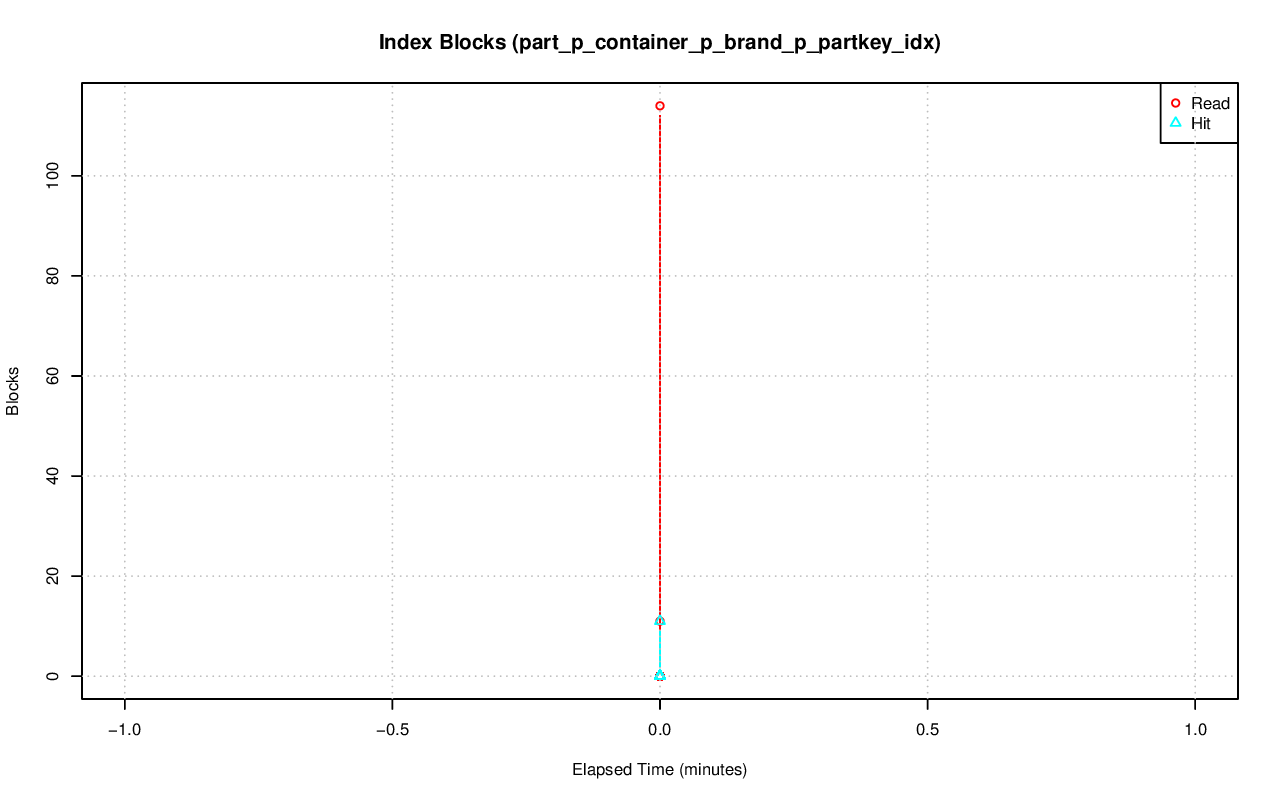 Index Blocks (part_p_container_p_brand_p_partkey_idx)
Read
Hit
100
80
60
40
20
0
Blocks
−1.0
−0.5
0.0
0.5
1.0
Elapsed Time (minutes)